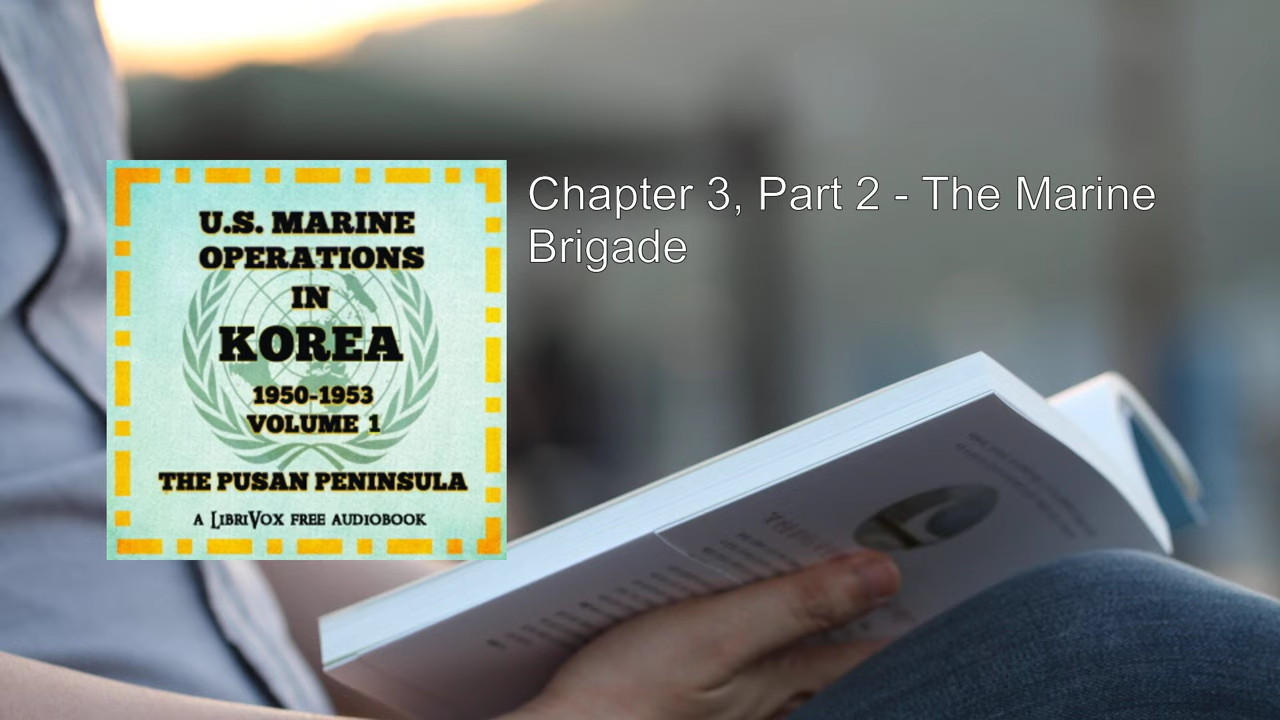 U.S. MARINE
OPERATIONS
IN
KOREA
1950-1953
VOLUME 1
THE PUSAN PENINSULA
A LIBRIVOX FREE AUDIOBOOK
Chapter 3, Part 2 - The Marine
Brigade